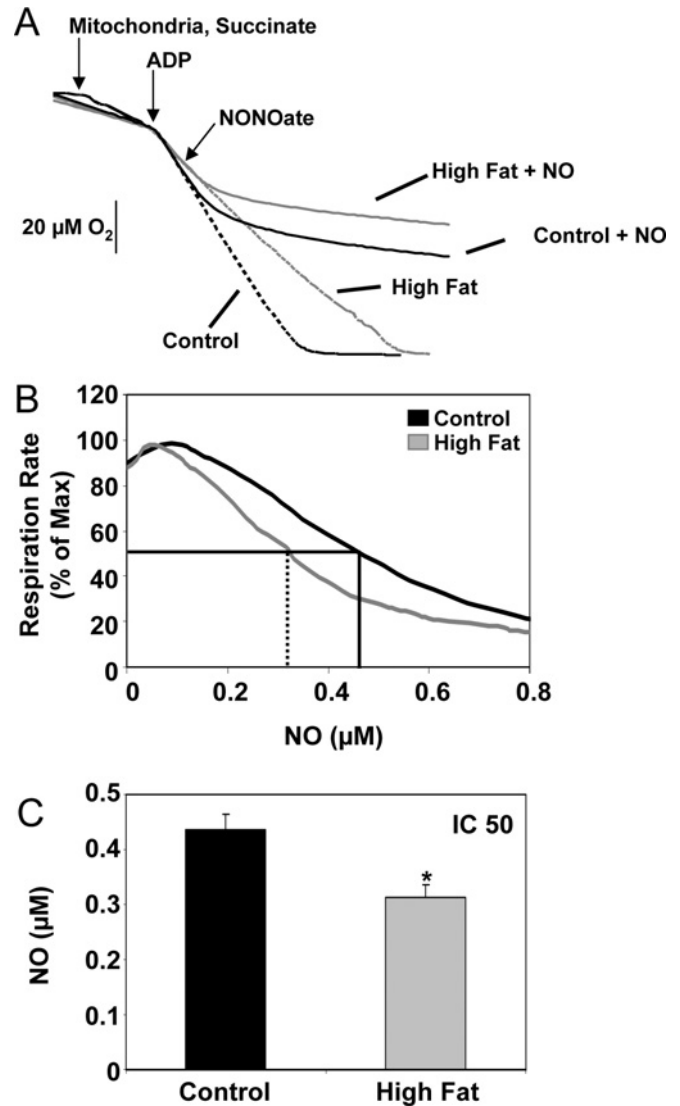 A
Mitochondria, Succinate
ADP
NONOate
High Fat + NO
20 µM O2
Control + NO
High Fat
Control
B
120
100
80
60
40
20
0
Respiration Rate
(% of Max)
Control
High Fat
0 0.2 0.4 0.6 0.8
NO (µM)
C
0.5
0.4
0.3
0.2
0.1
0
NO (µM)
IC 50
*
Control High Fat